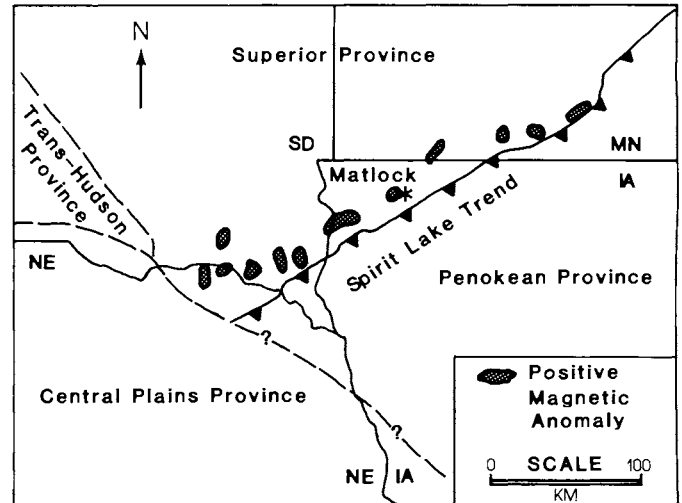 N
Superior Province
Trans-Hudson
Province
SD
MN
Matlock
IA
Spirit Lake Trend
NE
Penokean Province
?
Central Plains Province
?
NE
IA
Positive
Magnetic
Anomaly
0 SCALE 100
KM